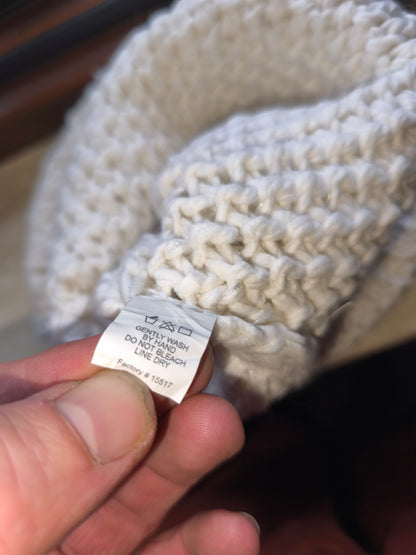 GENTLY WASH
BY HAND
DO NOT BLEACH
LINE DRY
Factory # 15517